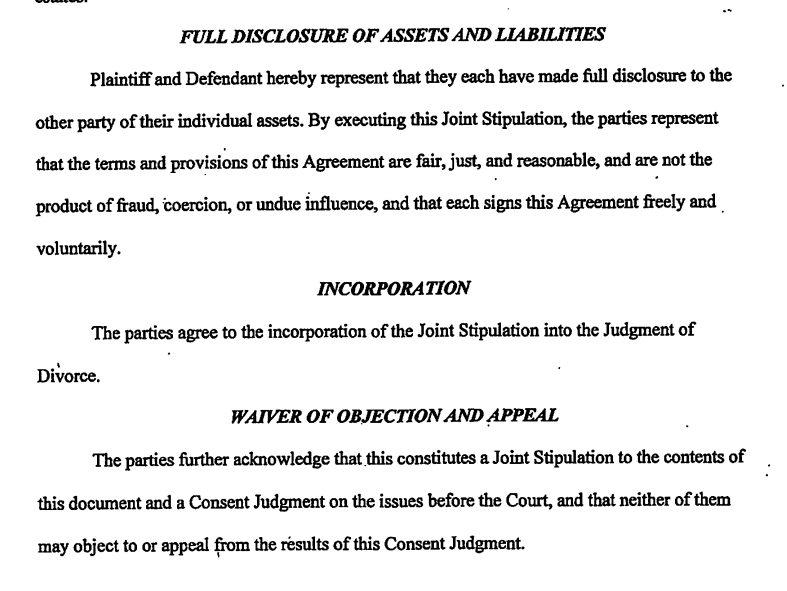 FULL DISCLOSURE OF ASSETS AND LIABILITIES
Plaintiff and Defendant hereby represent that they each have made full disclosure to the
other party of their individual assets. By executing this Joint Stipulation, the parties represent
that the terms and provisions of this Agreement are fair, just, and reasonable, and are not the
product of fraud, coercion, or undue influence, and that each signs this Agreement freely and
voluntarily.
INCORPORATION
The parties agree to the incorporation of the Joint Stipulation into the Judgment of
Divorce.
WAIVER OF OBJECTION AND APPEAL
The parties further acknowledge that this constitutes a Joint Stipulation to the contents of
this document and a Consent Judgment on the issues before the Court, and that neither of them
may object to or appeal from the results of this Consent Judgment.